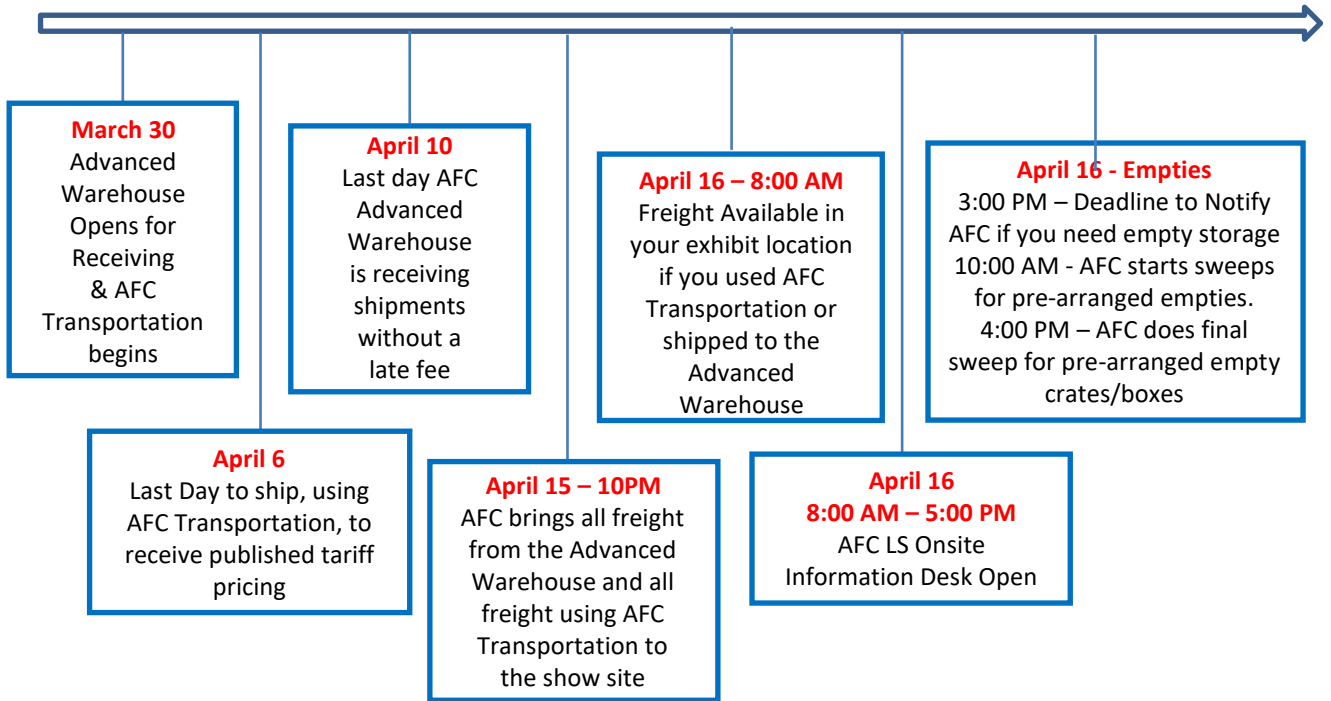 March 30
Advanced
Warehouse
Opens for
Receiving
& AFC
Transportation
begins
April 6
Last Day to ship, using
AFC Transportation, to
receive published tariff
pricing
April 10
Last day AFC
Advanced
Warehouse
is receiving
shipments
without a
late fee
April 15 – 10PM
AFC brings all freight
from the Advanced
Warehouse and all
freight using AFC
Transportation to
the show site
April 16 – 8:00 AM
Freight Available in
your exhibit location
if you used AFC
Transportation or
shipped to the
Advanced
Warehouse
April 16
8:00 AM – 5:00 PM
AFC LS Onsite
Information Desk Open
April 16 - Empties
3:00 PM – Deadline to Notify
AFC if you need empty storage
10:00 AM - AFC starts sweeps
for pre-arranged empties.
4:00 PM – AFC does final
sweep for pre-arranged empty
crates/boxes